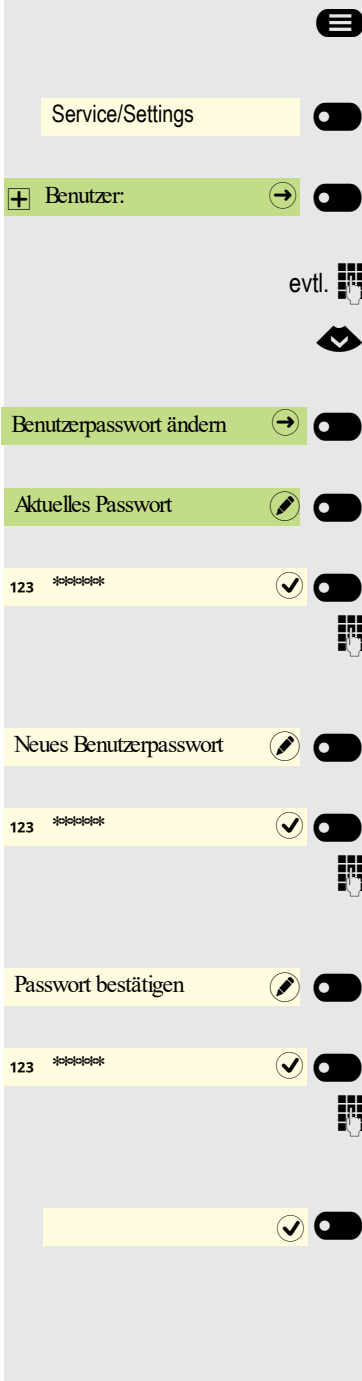 Service/Settings
Benutzer:
evtl.
Benutzerpasswort ändern
Aktuelles Passwort
123 ******
Neues Benutzerpasswort
123 ******
Passwort bestätigen
123 ******